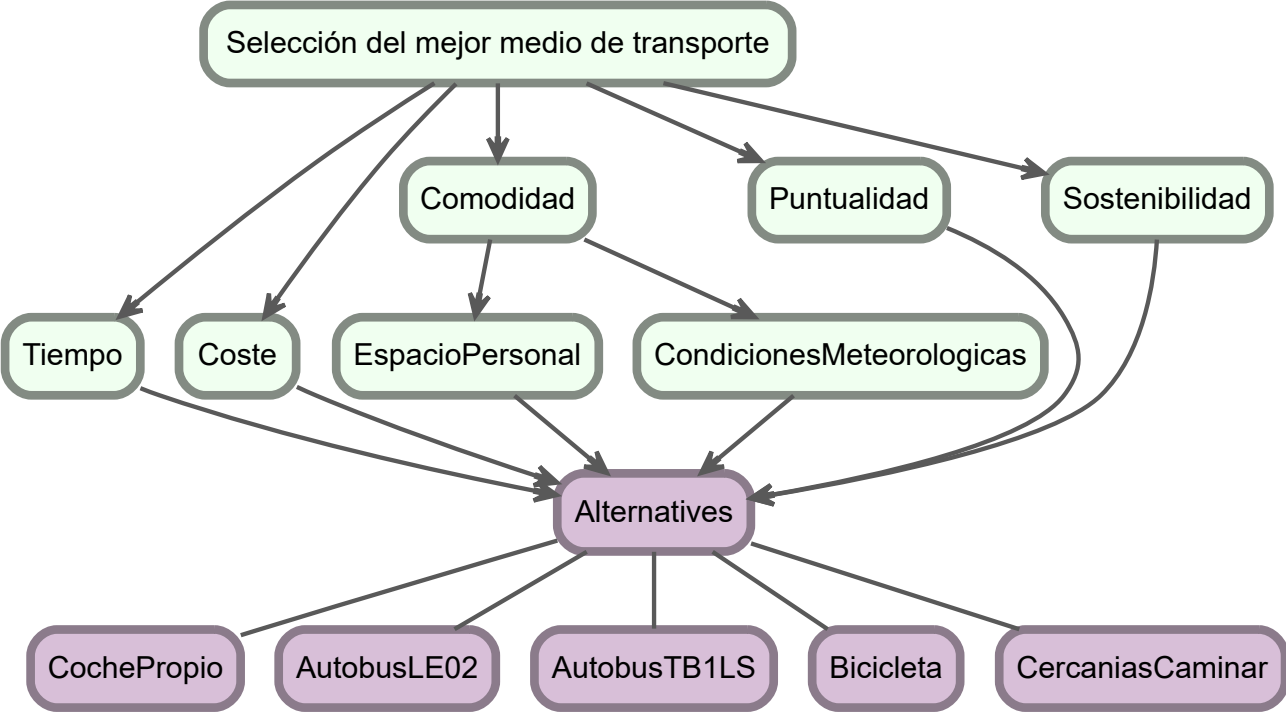 Selección del mejor medio de transporte
Comodidad
Puntualidad
Sostenibilidad
Tiempo
Coste
EspacioPersonal
CondicionesMeteorologicas
Alternatives
CochePropio
AutobusLE02
AutobusTB1LS
Bicicleta
CercaniasCaminar